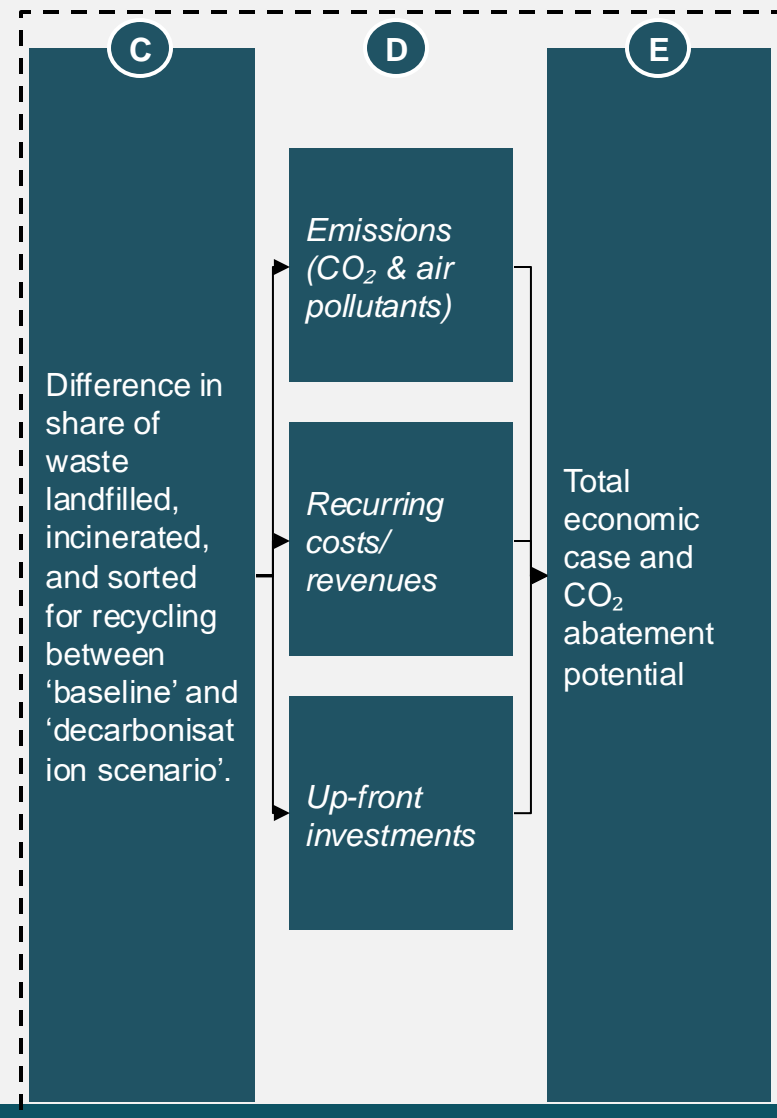 C
Difference in
share of
waste
landfilled,
incinerated,
and sorted
for recycling
between
‘baseline’ and
‘decarbonisat
ion scenario’.
D
Emissions
(CO₂ & air
pollutants)
Recurring
costs/
revenues
Up-front
investments
E
Total
economic
case and
CO₂
abatement
potential